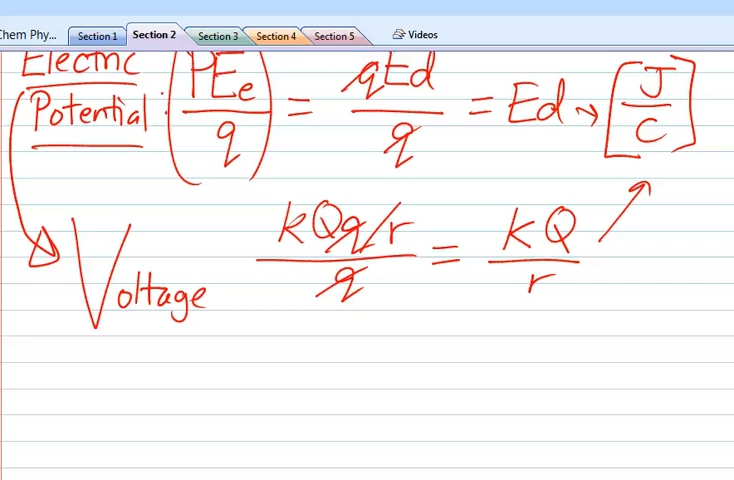 Chem Phy... Section 1 Section 2 Section 3 Section 4 Section 5 Videos
Electric
Potential : (PEe/q) = qEd/q = Ed → [J/C]
Voltage kQq/r/q = kQ/r